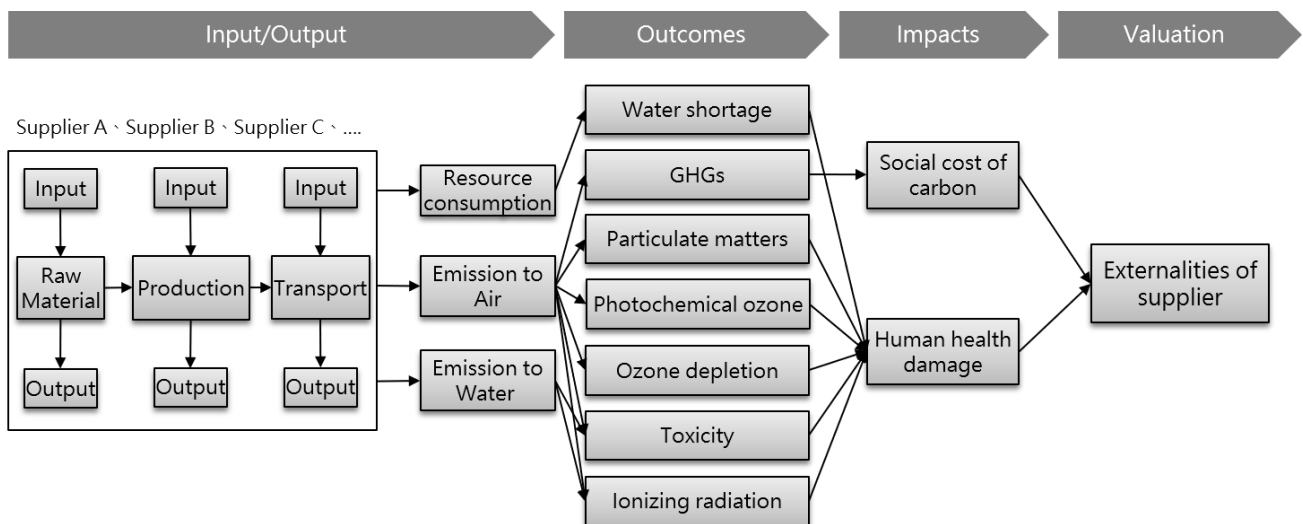 Input/Output
Outcomes
Impacts
Valuation
Supplier A、Supplier B、Supplier C、....
Input
Input
Input
Raw
Material
Production
Transport
Output
Output
Output
Resource
consumption
Emission to
Air
Emission to
Water
Water shortage
GHGs
Particulate matters
Photochemical ozone
Ozone depletion
Toxicity
Ionizing radiation
Social cost of
carbon
Human health
damage
Externalities of
supplier